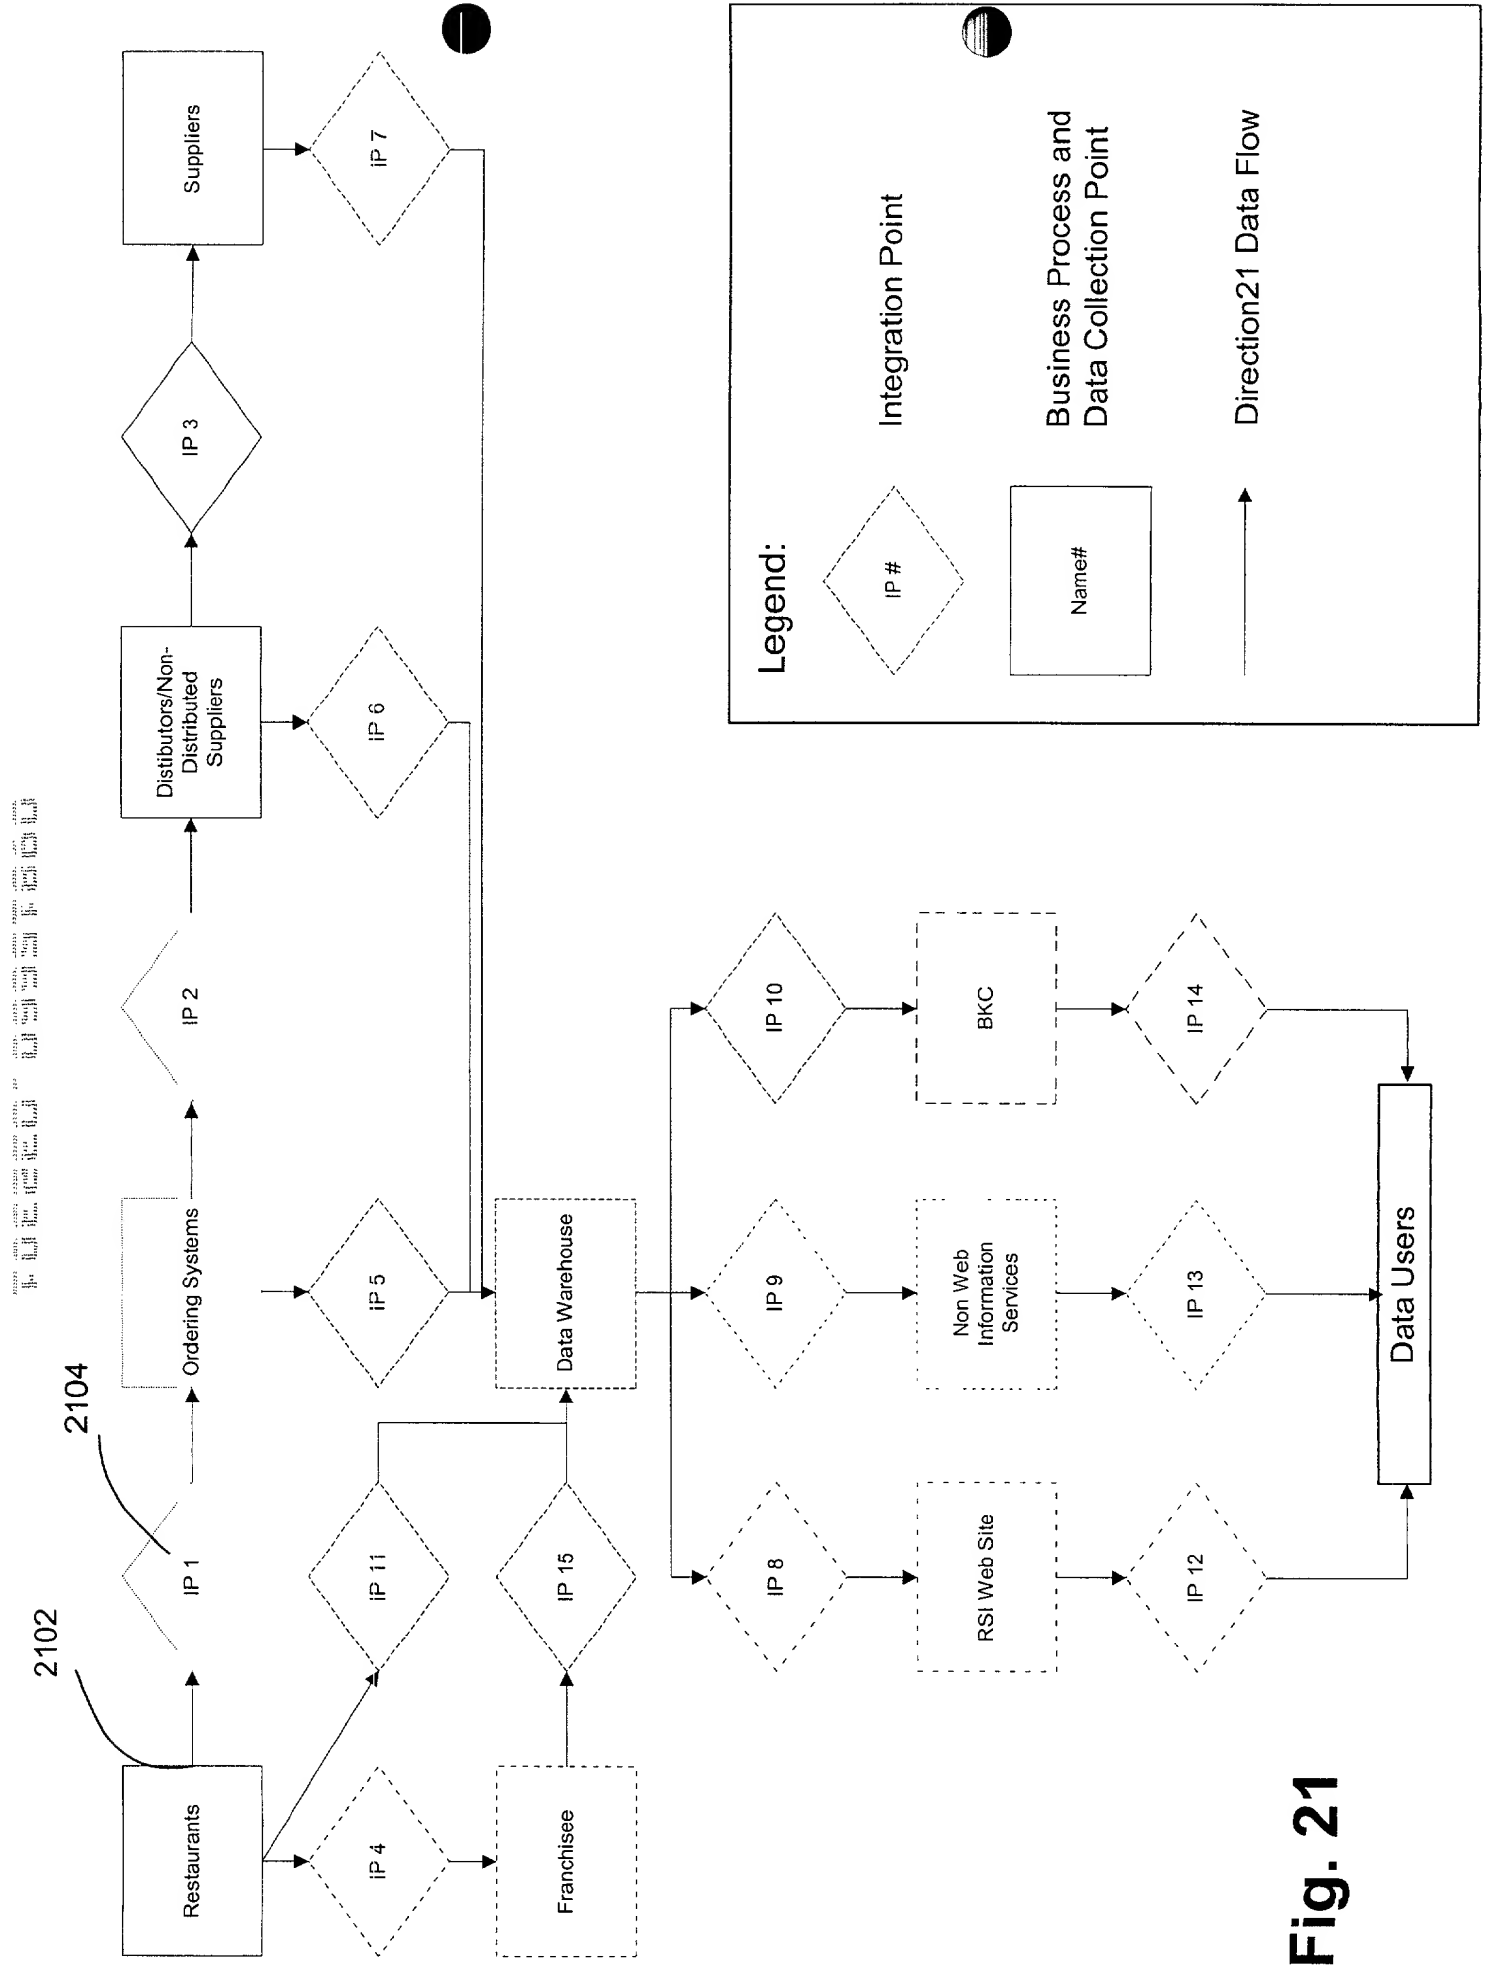 2102
2104
Restaurants
IP 1
Ordering Systems
IP 2
Distibutors/Non-
Distributed
Suppliers
IP 3
Suppliers
IP 4
IP 11
IP 5
IP 6
IP 7
Franchisee
IP 15
Data Warehouse
IP 8
IP 9
IP 10
RSI Web Site
Non Web
Information
Services
BKC
IP 12
IP 13
IP 14
Data Users
Legend:
IP #
Integration Point
Name#
Business Process and
Data Collection Point
Direction21 Data Flow
Fig. 21